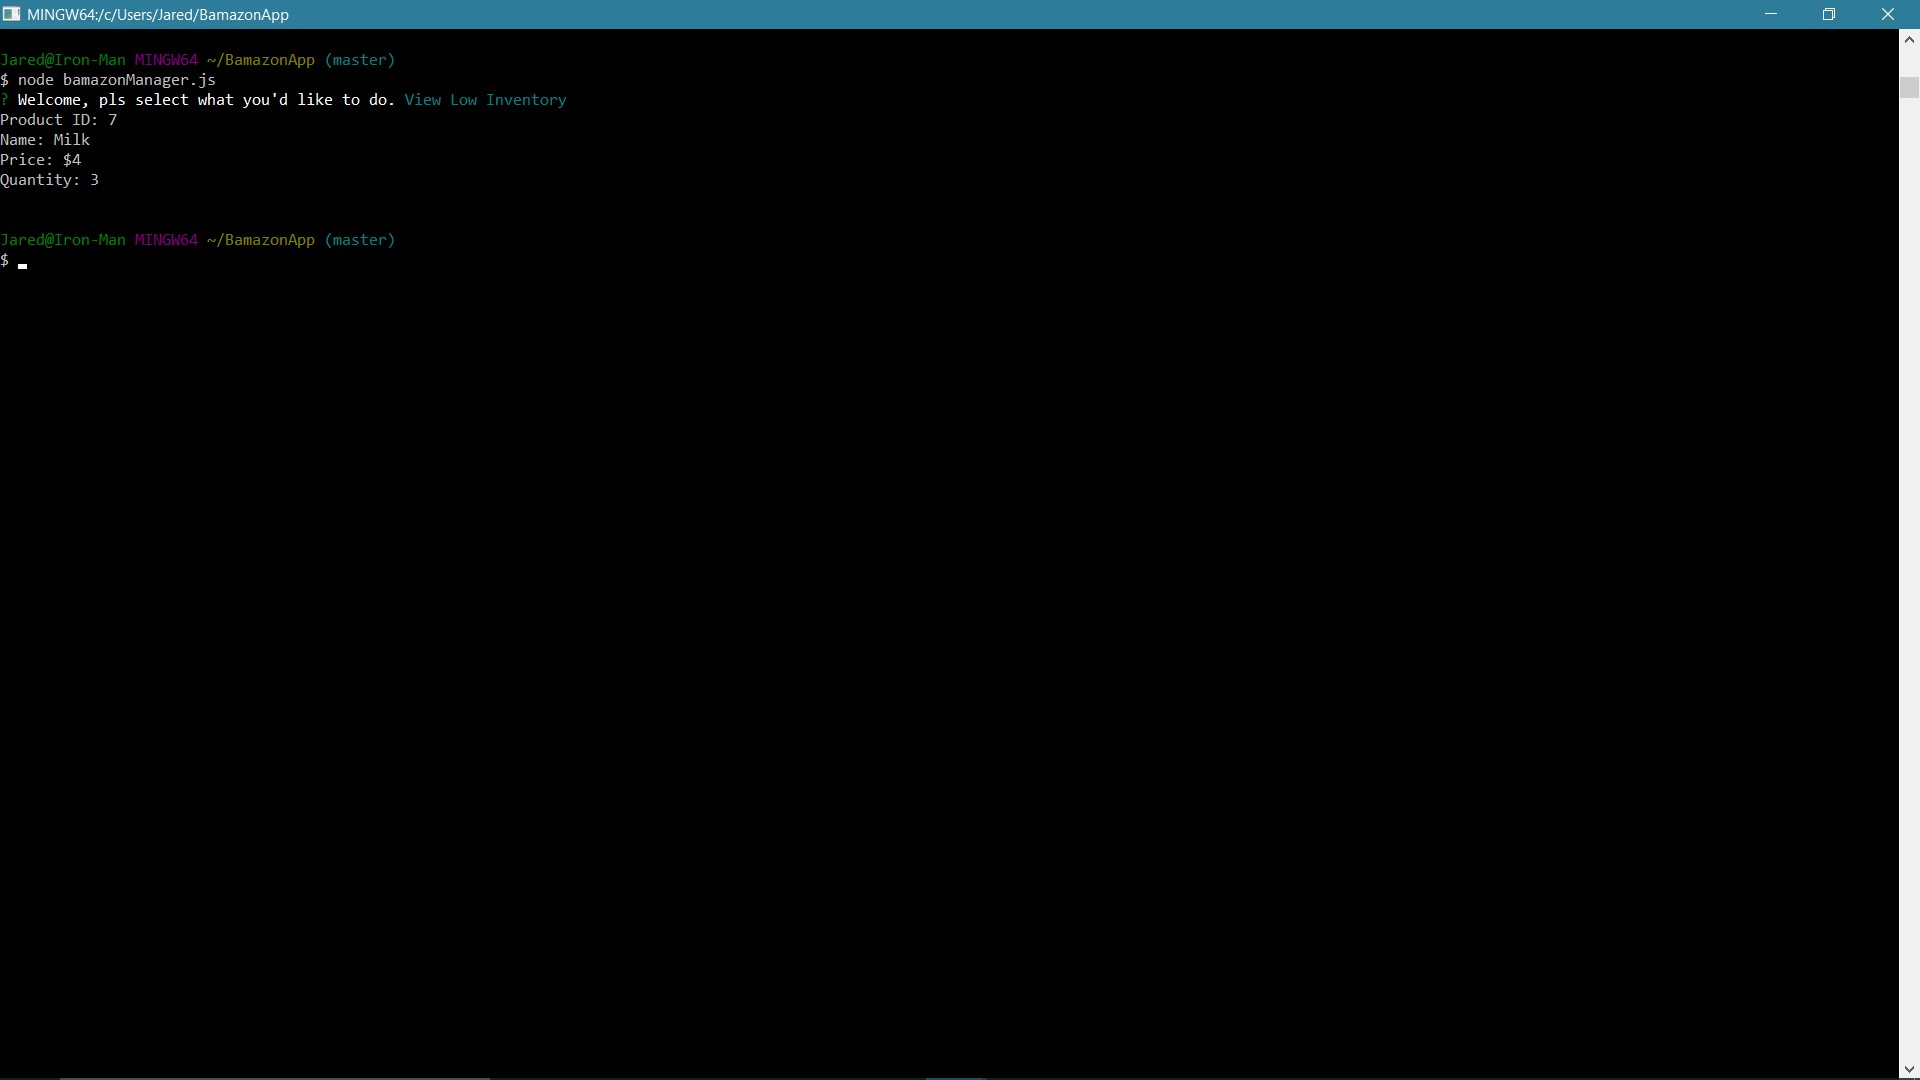 MINGW64:/c/Users/Jared/BamazonApp
Jared@Iron-Man MINGW64 ~/BamazonApp (master)
$ node bamazonManager.js
? Welcome, pls select what you'd like to do. View Low Inventory
Product ID: 7
Name: Milk
Price: $4
Quantity: 3
Jared@Iron-Man MINGW64 ~/BamazonApp (master)
$